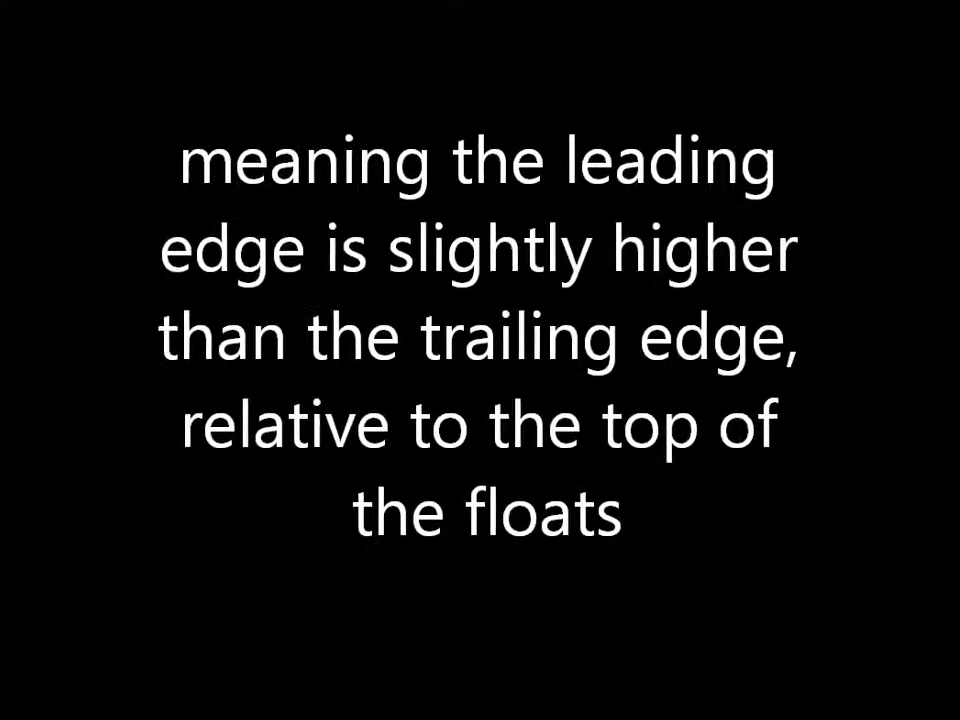 meaning the leading
edge is slightly higher
than the trailing edge,
relative to the top of
the floats